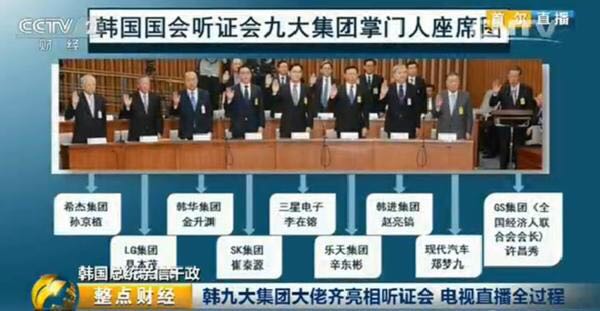 CCTV 2
财经
首尔 直播
韩国国会听证会九大集团掌门人座席图
希杰集团
孙京植
LG集团
具本茂
韩华集团
金升渊
SK集团
崔泰源
三星电子
李在镕
乐天集团
辛东彬
韩进集团
赵亮镐
现代汽车
郑梦九
GS集团（全
国经济人联
合会会长）
许昌秀
韩国总统亲信干政
整点财经
韩九大集团大佬齐亮相听证会 电视直播全过程